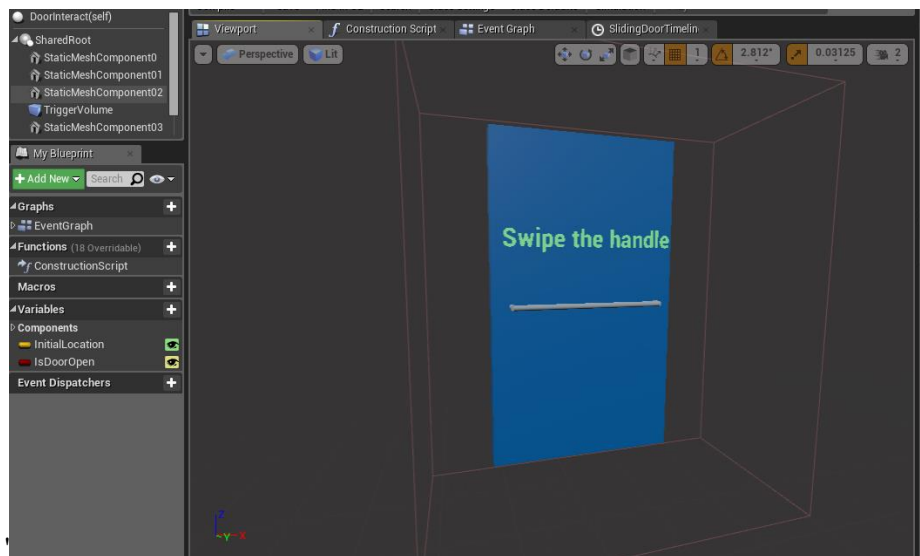 DoorInteract(self)
SharedRoot
StaticMeshComponent0
StaticMeshComponent01
StaticMeshComponent02
TriggerVolume
StaticMeshComponent03
My Blueprint
+ Add New Search
Graphs
EventGraph
Functions (18 Overridable)
ConstructionScript
Macros
Variables
Components
InitialLocation
IsDoorOpen
Event Dispatchers
Viewport Construction Script Event Graph SlidingDoorTimelin
Perspective Lit 1 2.812° 0.03125 2
Swipe the handle
Z
Y X